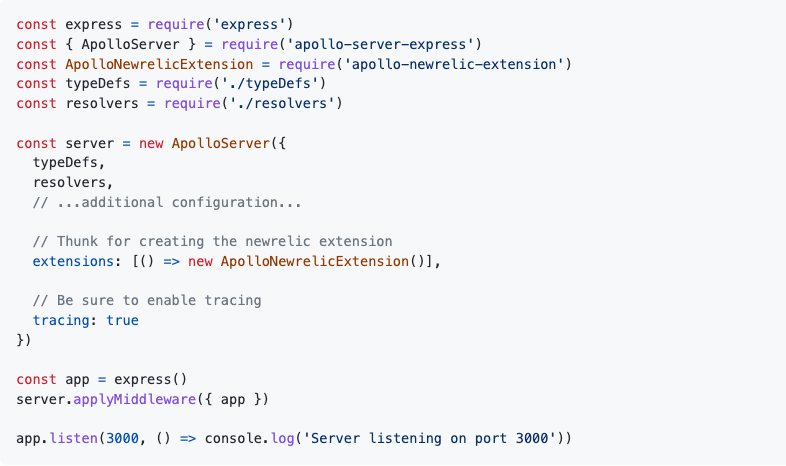 const express = require('express')
const { ApolloServer } = require('apollo-server-express')
const ApolloNewrelicExtension = require('apollo-newrelic-extension')
const typeDefs = require('./typeDefs')
const resolvers = require('./resolvers')

const server = new ApolloServer({
  typeDefs,
  resolvers,
  // ...additional configuration...

  // Thunk for creating the newrelic extension
  extensions: [() => new ApolloNewrelicExtension()],

  // Be sure to enable tracing
  tracing: true
})

const app = express()
server.applyMiddleware({ app })

app.listen(3000, () => console.log('Server listening on port 3000'))